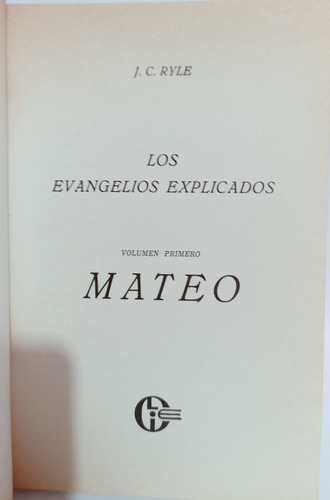 J. C. RYLE
LOS
EVANGELIOS EXPLICADOS
VOLUMEN PRIMERO
MATEO